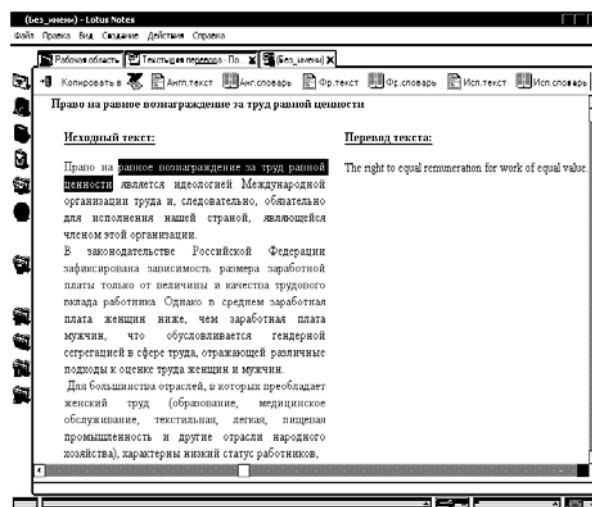 (Без_имени) - Lotus Notes
Файл Правка Вид Создание Действия Справка
Рабочая область Текстыдля перевода - По... (Без_имени)
Копировать в Англ.текст Анг.словарь Фр.текст Фр.словарь Исп.текст Исп.словарь
Право на равное вознаграждение за труд равной ценности
Исходный текст:
Право на равное вознаграждение за труд равной
ценности является идеологией Международной
организации труда и, следовательно, обязательно
для исполнения нашей страной, являющейся
членом этой организации.
В законодательстве Российской Федерации
зафиксирована зависимость размера заработной
платы только от величины и качества трудового
вклада работника. Однако в среднем заработная
плата женщин ниже, чем заработная плата
мужчин, что обусловливается гендерной
сегрегацией в сфере труда, отражающей различные
подходы к оценке труда женщин и мужчин.
Для большинства отраслей, в которых преобладает
женский труд (образование, медицинское
обслуживание, текстильная, легкая, пищевая
промышленность и другие отрасли народного
хозяйства), характерны низкий статус работников,
Перевод текста:
The right to equal remuneration for work of equal value.